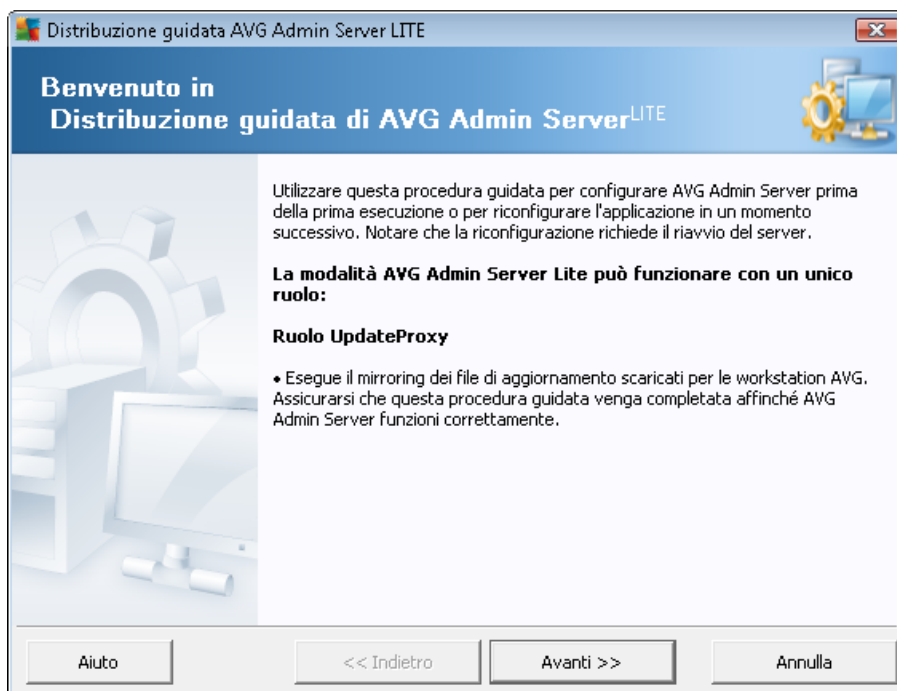 Distribuzione guidata AVG Admin Server LITE
Benvenuto in
Distribuzione guidata di AVG Admin Server LITE
Utilizzare questa procedura guidata per configurare AVG Admin Server prima
della prima esecuzione o per riconfigurare l'applicazione in un momento
successivo. Notare che la riconfigurazione richiede il riavvio del server.
La modalità AVG Admin Server Lite può funzionare con un unico
ruolo:
Ruolo UpdateProxy
• Esegue il mirroring dei file di aggiornamento scaricati per le workstation AVG.
Assicurarsi che questa procedura guidata venga completata affinché AVG
Admin Server funzioni correttamente.
Aiuto
<< Indietro
Avanti >>
Annulla